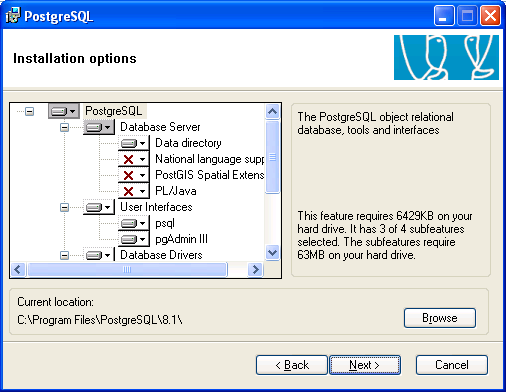 PostgreSQL
Installation options
PostgreSQL
Database Server
Data directory
National language supp
PostGIS Spatial Extens
PL/Java
User Interfaces
psql
pgAdmin III
Database Drivers
The PostgreSQL object relational
database, tools and interfaces
This feature requires 6429KB on your
hard drive. It has 3 of 4 subfeatures
selected. The subfeatures require
63MB on your hard drive.
Current location:
C:\Program Files\PostgreSQL\8.1\
Browse
< Back
Next >
Cancel